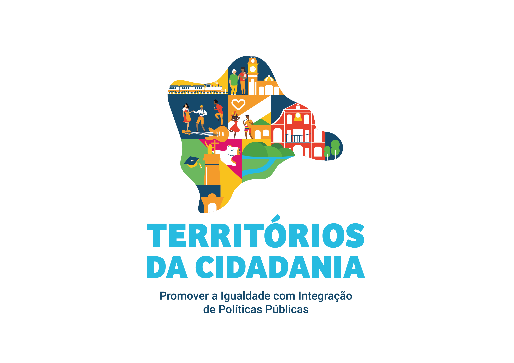 TERRITÓRIOS
DA CIDADANIA
Promover a Igualdade com Integração
de Políticas Públicas